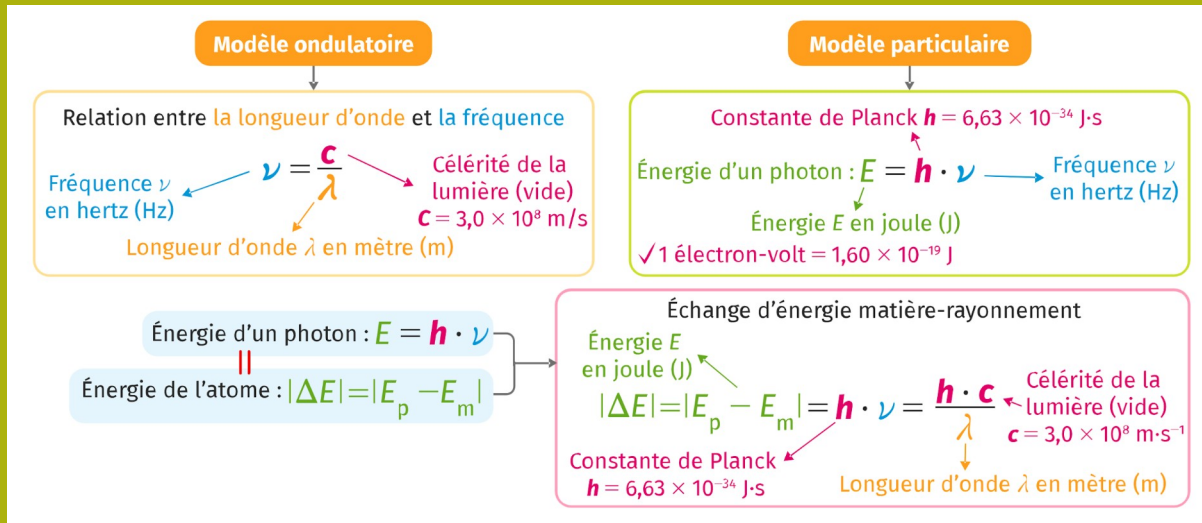 Modèle ondulatoire
Relation entre la longueur d'onde et la fréquence
ν = c / λ
Fréquence ν
en hertz (Hz)
Célérité de la
lumière (vide)
c = 3,0 × 10⁸ m/s
Longueur d'onde λ en mètre (m)
Modèle particulaire
Constante de Planck h = 6,63 × 10⁻³⁴ J·s
Énergie d'un photon : E = h · ν
Fréquence ν
en hertz (Hz)
Énergie E en joule (J)
✓ 1 électron-volt = 1,60 × 10⁻¹⁹ J
Énergie d'un photon : E = h · ν
=
Énergie de l'atome : |ΔE| = |Eₚ − Eₘ|
Échange d'énergie matière-rayonnement
Énergie E
en joule (J)
|ΔE| = |Eₚ − Eₘ| = h · ν = h · c / λ
Célérité de la
lumière (vide)
c = 3,0 × 10⁸ m·s⁻¹
Constante de Planck
h = 6,63 × 10⁻³⁴ J·s
Longueur d'onde λ en mètre (m)